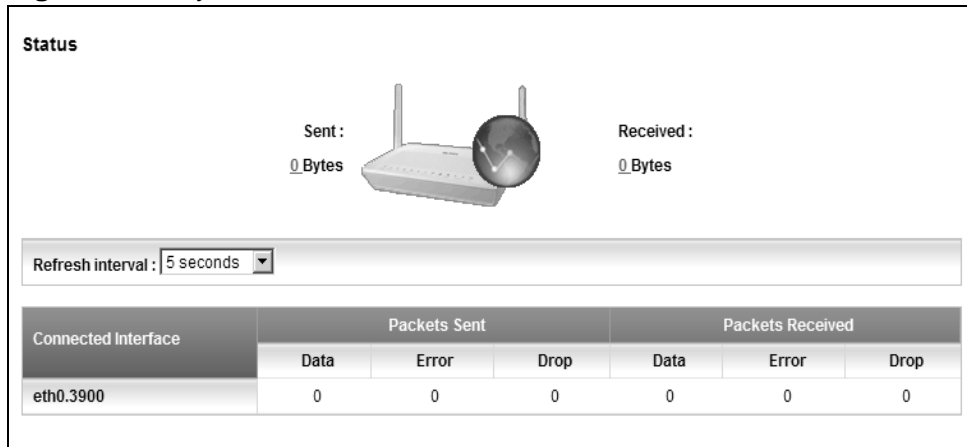 Status
Sent :
Received :
0 Bytes
0 Bytes
Refresh interval : 5 seconds
Connected Interface
Packets Sent
Packets Received
Data Error Drop Data Error Drop
eth0.3900 0 0 0 0 0 0